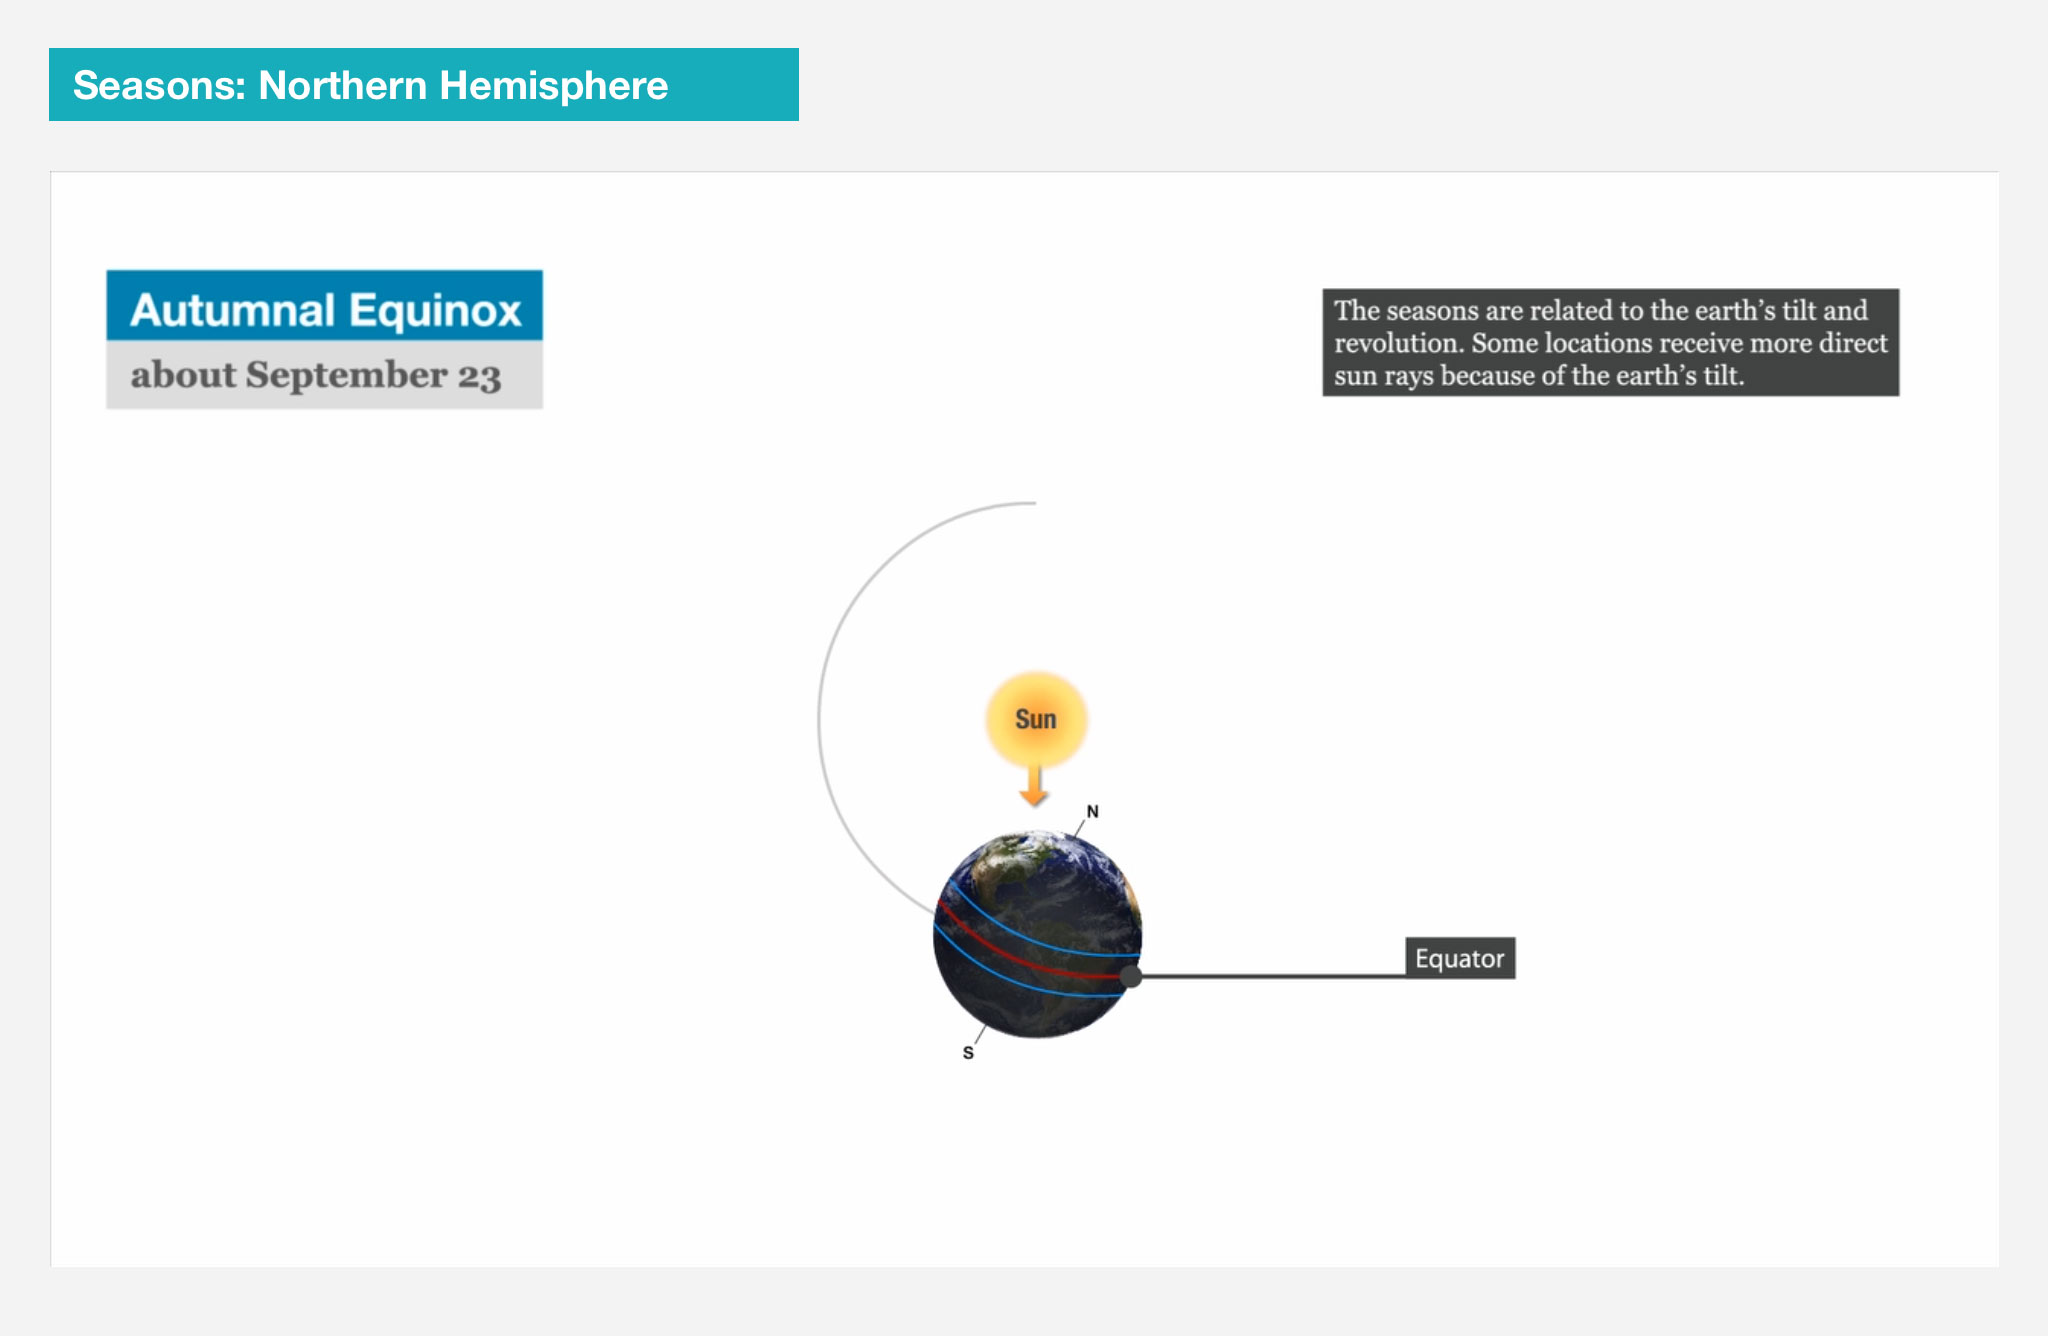 Seasons: Northern Hemisphere
Autumnal Equinox
about September 23
The seasons are related to the earth’s tilt and
revolution. Some locations receive more direct
sun rays because of the earth’s tilt.
Sun
N
Equator
S